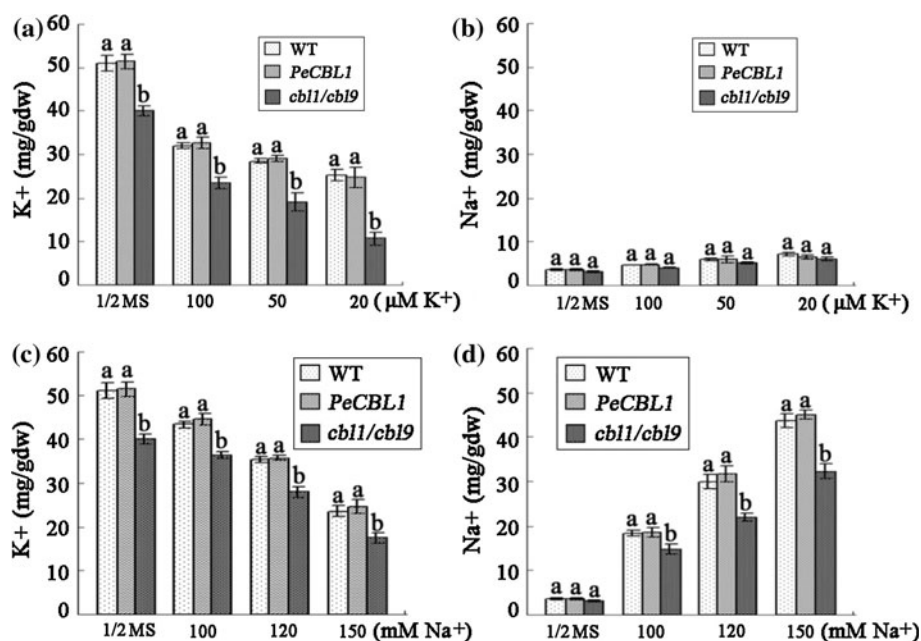 (a)
K+ (mg/gdw)
60
50
40
30
20
10
0
WT
PeCBL1
cbl1/cbl9
a a b
a a b
a a b
a a b
1/2 MS 100 50 20 ( μM K+)
(b)
Na+ (mg/gdw)
60
50
40
30
20
10
0
WT
PeCBL1
cbl1/cbl9
a a a
a a a
a a a
a a a
1/2 MS 100 50 20 ( μM K+)
(c)
K+ (mg/gdw)
60
50
40
30
20
10
0
WT
PeCBL1
cbl1/cbl9
a a b
a a b
a a b
a a b
1/2 MS 100 120 150 (mM Na+)
(d)
Na+ (mg/gdw)
60
50
40
30
20
10
0
WT
PeCBL1
cbl1/cbl9
a a a
a a b
a a b
a a b
1/2 MS 100 120 150 (mM Na+)